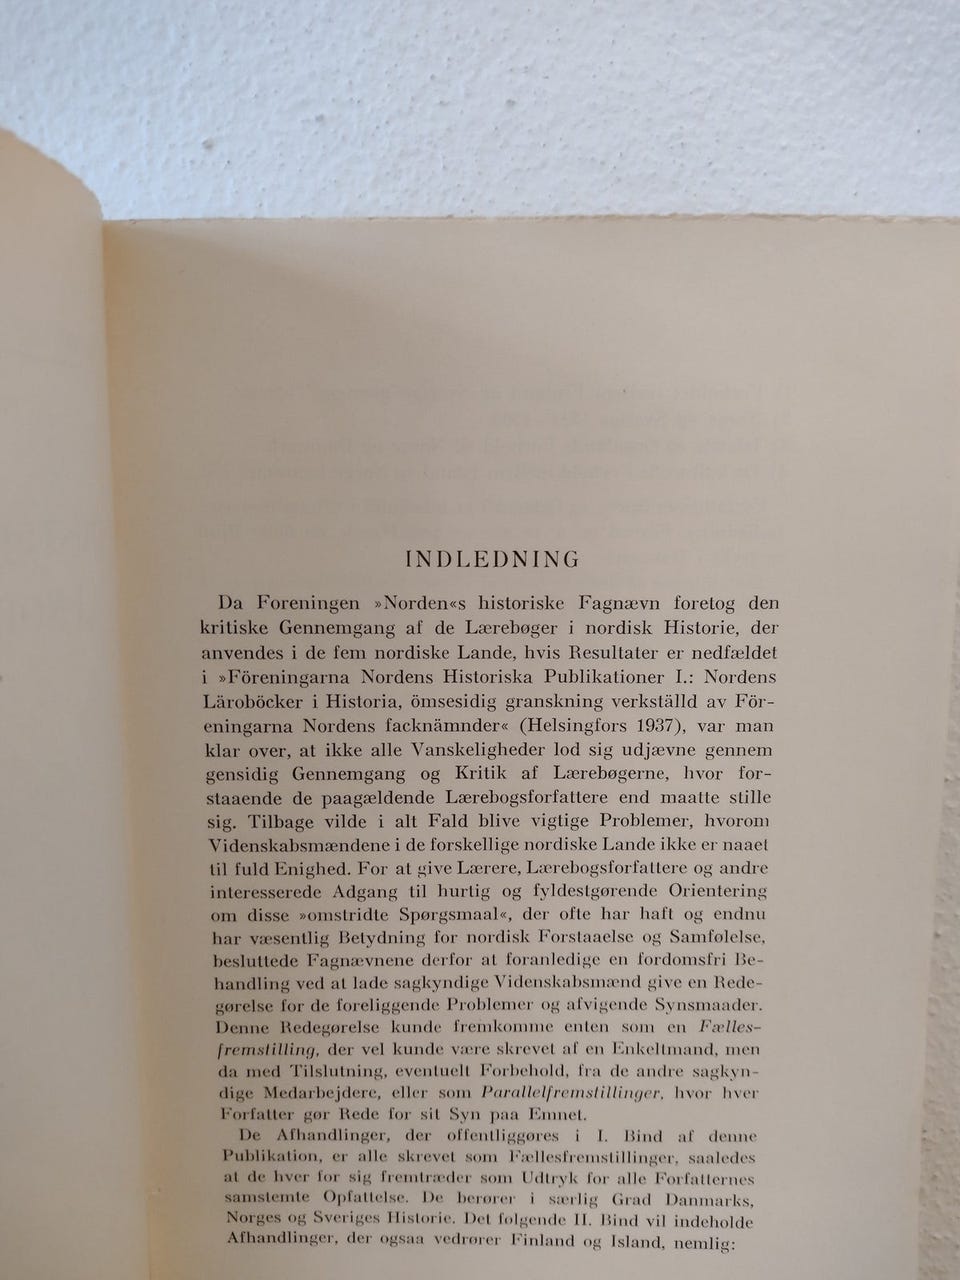 INDLEDNING
Da Foreningen »Norden«s historiske Fagnævn foretog den
kritiske Gennemgang af de Lærebøger i nordisk Historie, der
anvendes i de fem nordiske Lande, hvis Resultater er nedfældet
i »Föreningarna Nordens Historiska Publikationer I.: Nordens
Läroböcker i Historia, ömsesidig granskning verkställd av För-
eningarna Nordens facknämnder« (Helsingfors 1937), var man
klar over, at ikke alle Vanskeligheder lod sig udjævne gennem
gensidig Gennemgang og Kritik af Lærebøgerne, hvor for-
staaende de paagældende Lærebogsforfattere end maatte stille
sig. Tilbage vilde i alt Fald blive vigtige Problemer, hvorom
Videnskabsmændene i de forskellige nordiske Lande ikke er naaet
til fuld Enighed. For at give Lærere, Lærebogsforfattere og andre
interesserede Adgang til hurtig og fyldestgørende Orientering
om disse »omstridte Spørgsmaal«, der ofte har haft og endnu
har væsentlig Betydning for nordisk Forstaaelse og Samfølelse,
besluttede Fagnævnene derfor at foranledige en fordomsfri Be-
handling ved at lade sagkyndige Videnskabsmænd give en Rede-
gørelse for de foreliggende Problemer og afvigende Synsmaader.
Denne Redegørelse kunde fremkomme enten som en Fælles-
fremstilling, der vel kunde være skrevet af en Enkeltmand, men
da med Tilslutning, eventuelt Forbehold, fra de andre sagkyn-
dige Medarbejdere, eller som Parallelfremstillinger, hvor hver
Forfatter gør Rede for sit Syn paa Emnet.
De Afhandlinger, der offentliggøres i I. Bind af denne
Publikation, er alle skrevet som Fællesfremstillinger, saaledes
at de hver for sig fremtræder som Udtryk for alle Forfatternes
samstemte Opfattelse. De berører i særlig Grad Danmarks,
Norges og Sveriges Historie. Det følgende II. Bind vil indeholde
Afhandlinger, der ogsaa vedrører Finland og Island, nemlig: